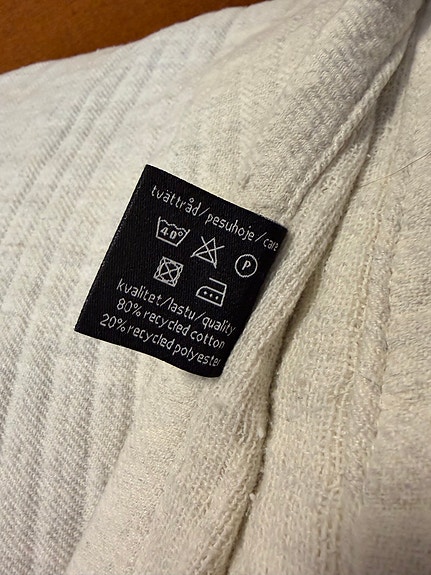 tvättråd/pesuhoje/care
40°
P
kvalitet/lastu/quality
80% recycled cotton
20% recycled polyester